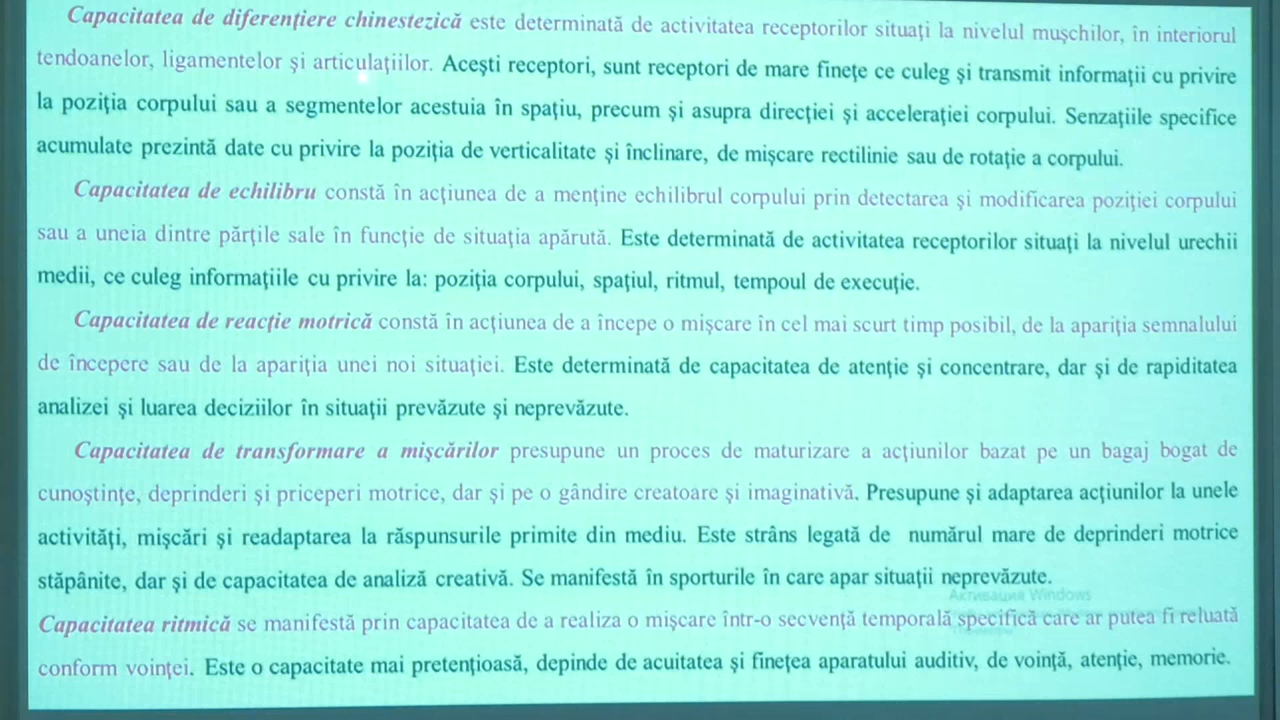 Capacitatea de diferenţiere chinestezică este determinată de activitatea receptorilor situaţi la nivelul muşchilor, în interiorul
tendoanelor, ligamentelor şi articulaţiilor. Aceşti receptori, sunt receptori de mare fineţe ce culeg şi transmit informaţii cu privire
la poziţia corpului sau a segmentelor acestuia în spaţiu, precum şi asupra direcţiei şi acceleraţiei corpului. Senzaţiile specifice
acumulate prezintă date cu privire la poziţia de verticalitate şi înclinare, de mişcare rectilinie sau de rotaţie a corpului.
Capacitatea de echilibru constă în acţiunea de a menţine echilibrul corpului prin detectarea şi modificarea poziţiei corpului
sau a uneia dintre părţile sale în funcţie de situaţia apărută. Este determinată de activitatea receptorilor situaţi la nivelul urechii
medii, ce culeg informaţiile cu privire la: poziţia corpului, spaţiul, ritmul, tempoul de execuţie.
Capacitatea de reacţie motrică constă în acţiunea de a începe o mişcare în cel mai scurt timp posibil, de la apariţia semnalului
de începere sau de la apariţia unei noi situaţiei. Este determinată de capacitatea de atenţie şi concentrare, dar şi de rapiditatea
analizei şi luarea deciziilor în situaţii prevăzute şi neprevăzute.
Capacitatea de transformare a mişcărilor presupune un proces de maturizare a acţiunilor bazat pe un bagaj bogat de
cunoştinţe, deprinderi şi priceperi motrice, dar şi pe o gândire creatoare şi imaginativă. Presupune şi adaptarea acţiunilor la unele
activităţi, mişcări şi readaptarea la răspunsurile primite din mediu. Este strâns legată de numărul mare de deprinderi motrice
stăpânite, dar şi de capacitatea de analiză creativă. Se manifestă în sporturile în care apar situaţii neprevăzute.
Активация Windows
Capacitatea ritmică se manifestă prin capacitatea de a realiza o mişcare într-o secvenţă temporală specifică care ar putea fi reluată
conform voinţei. Este o capacitate mai pretenţioasă, depinde de acuitatea şi fineţea aparatului auditiv, de voinţă, atenţie, memorie.